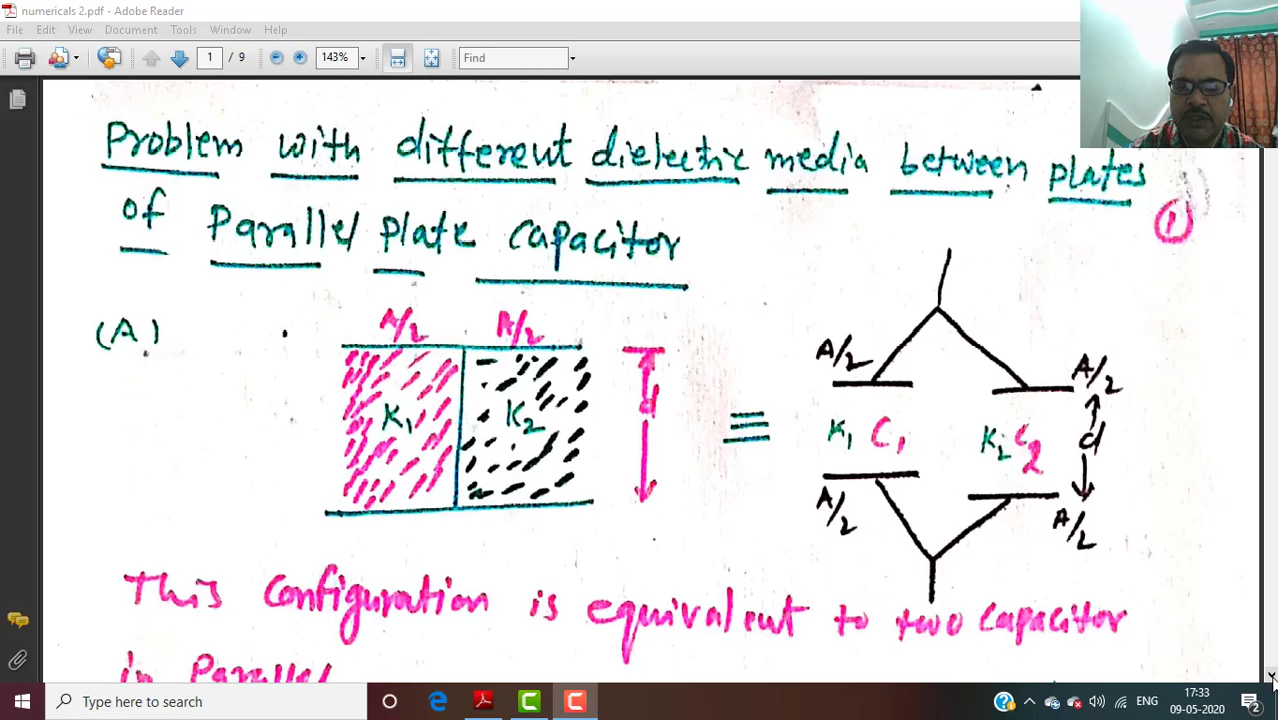 numericals 2.pdf - Adobe Reader
File Edit View Document Tools Window Help
1 / 9 143% Find
Problem with different dielectric media between plates
of Parallel plate capacitor
1
(A)
A/2 A/2
K1 K2
d
≡
A/2 A/2
K1 C1 K2 C2 d
A/2 A/2
This configuration is equivalent to two capacitor
in Parallel
Type here to search
ENG
17:33
09-05-2020
2